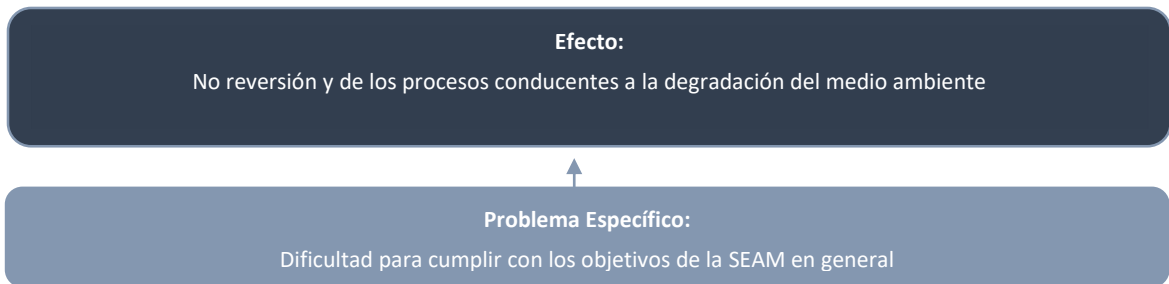 Efecto:
No reversión y de los procesos conducentes a la degradación del medio ambiente
Problema Específico:
Dificultad para cumplir con los objetivos de la SEAM en general